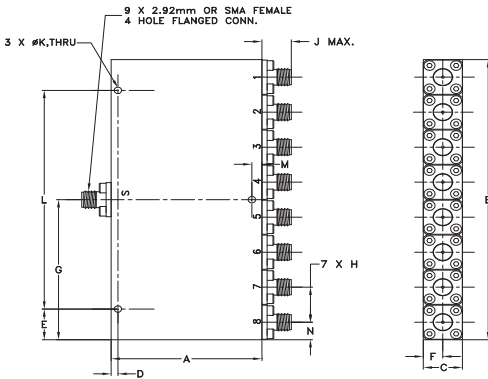 9 X 2.92mm OR SMA FEMALE
4 HOLE FLANGED CONN.
3 X øK,THRU
J MAX.
1
2
3
M
4
S
L
5
B
G
6
7 X H
7
E
8
N
A
F
D
C